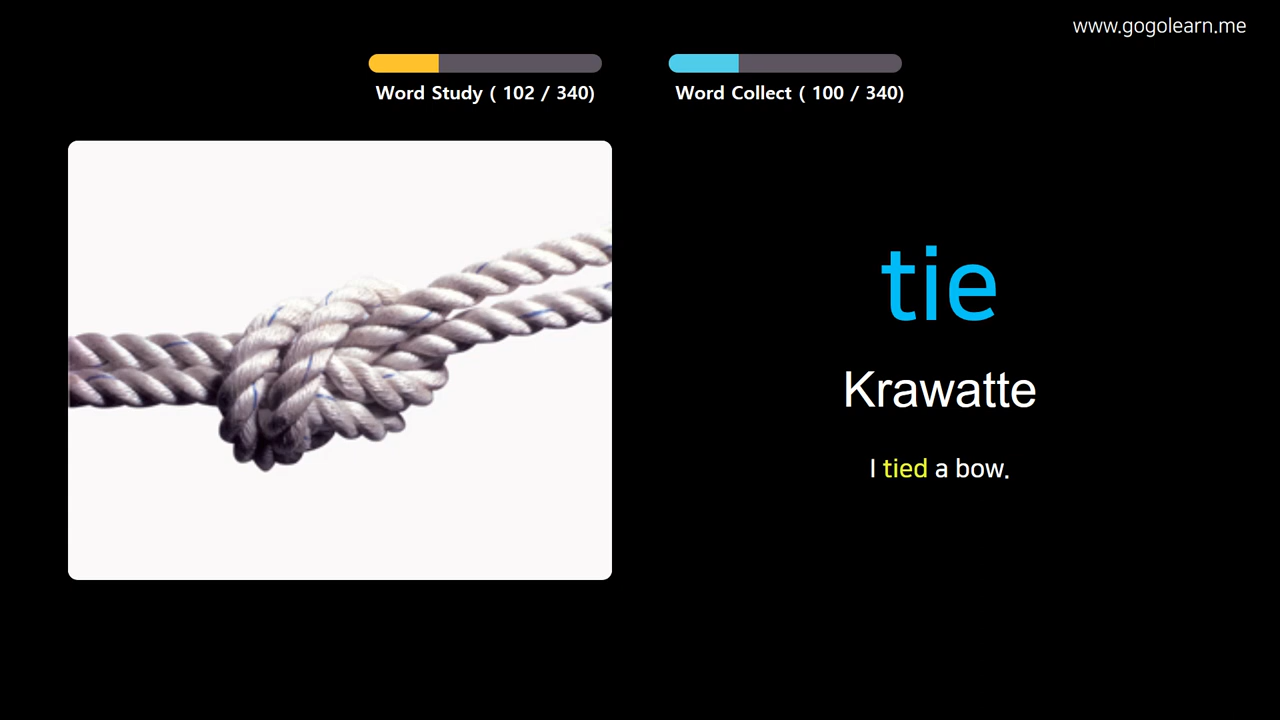 www.gogolearn.me
Word Study ( 102 / 340)
Word Collect ( 100 / 340)
tie
Krawatte
I tied a bow.